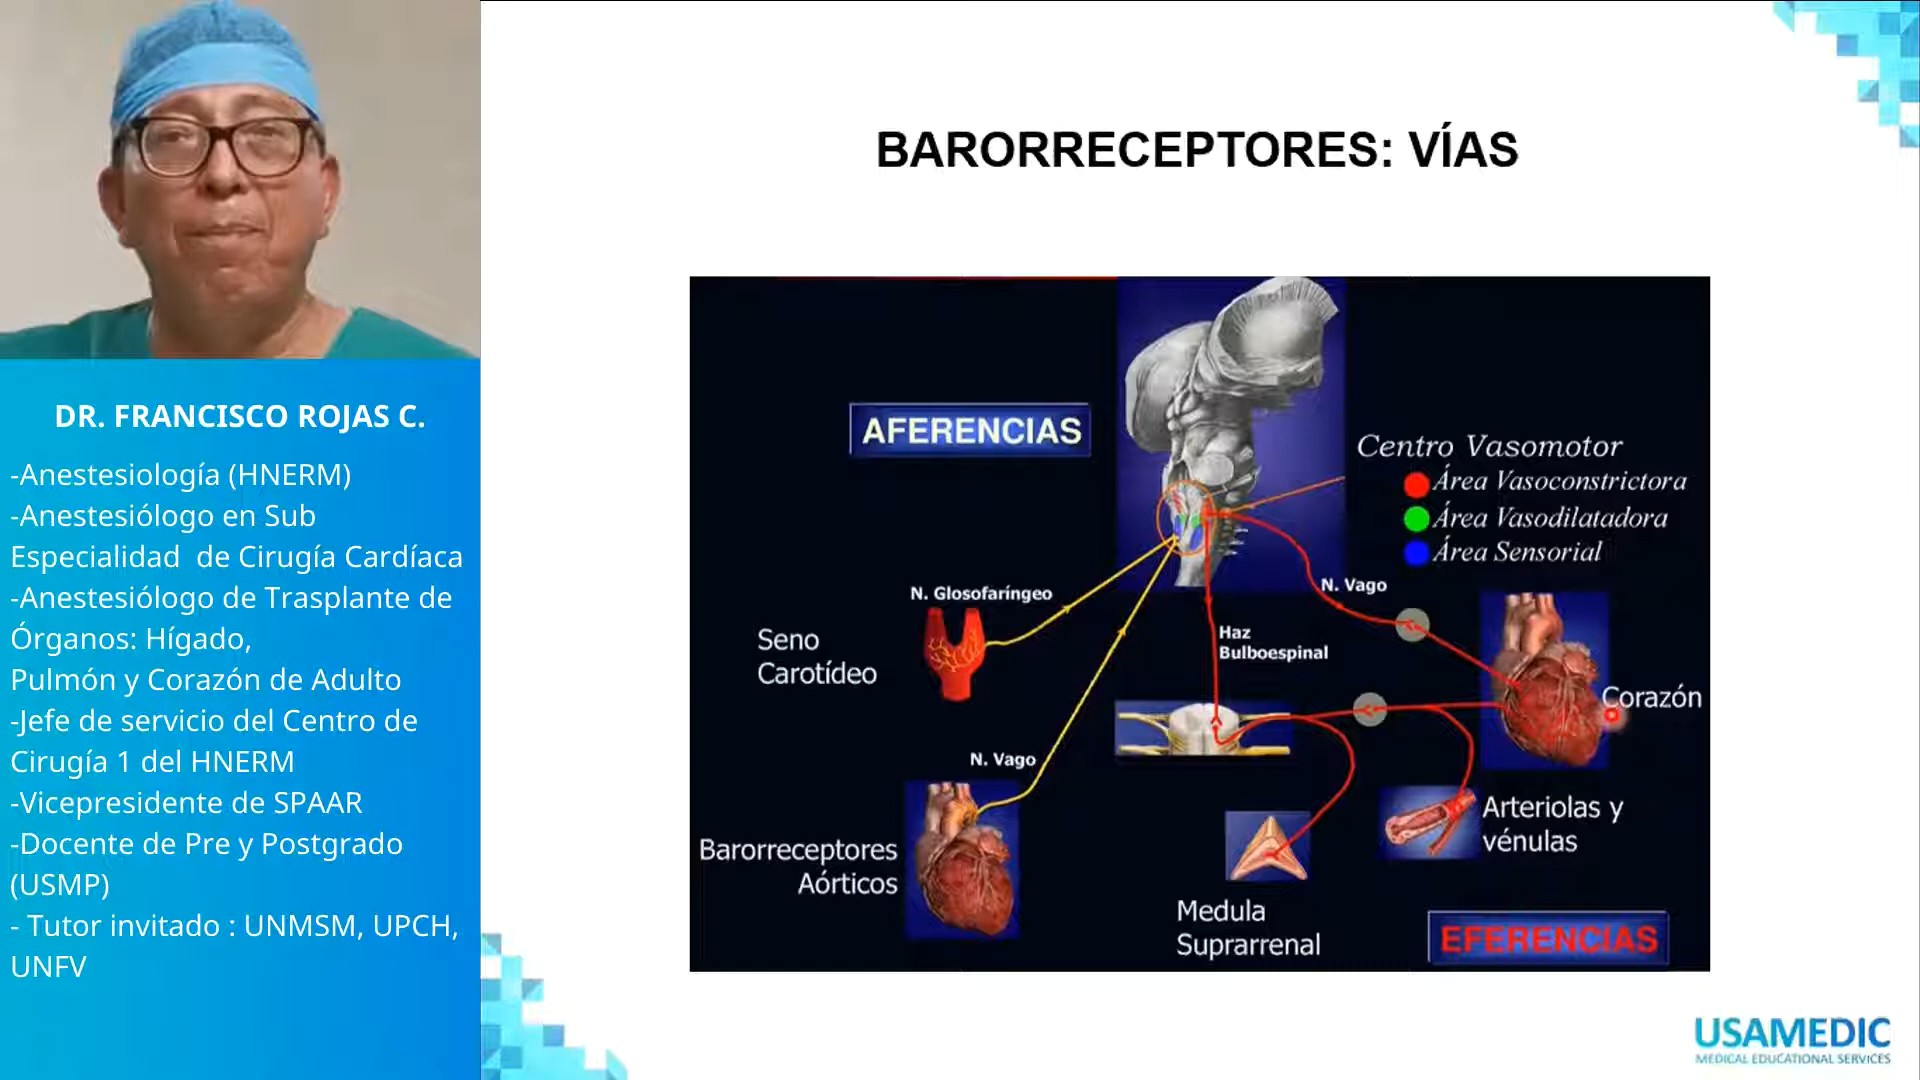 DR. FRANCISCO ROJAS C.
-Anestesiología (HNERM)
-Anestesiólogo en Sub
Especialidad de Cirugía Cardíaca
-Anestesiólogo de Trasplante de
Órganos: Hígado,
Pulmón y Corazón de Adulto
-Jefe de servicio del Centro de
Cirugía 1 del HNERM
-Vicepresidente de SPAAR
-Docente de Pre y Postgrado
(USMP)
- Tutor invitado : UNMSM, UPCH,
UNFV
BARORRECEPTORES: VÍAS
AFERENCIAS
Centro Vasomotor
Área Vasoconstrictora
Área Vasodilatadora
Área Sensorial
N. Glosofaríngeo
N. Vago
Seno
Carotídeo
Haz
Bulboespinal
Corazón
N. Vago
Barorreceptores
Aórticos
Arteriolas y
vénulas
Medula
Suprarrenal
EFERENCIAS
USAMEDIC
MEDICAL EDUCATIONAL SERVICES